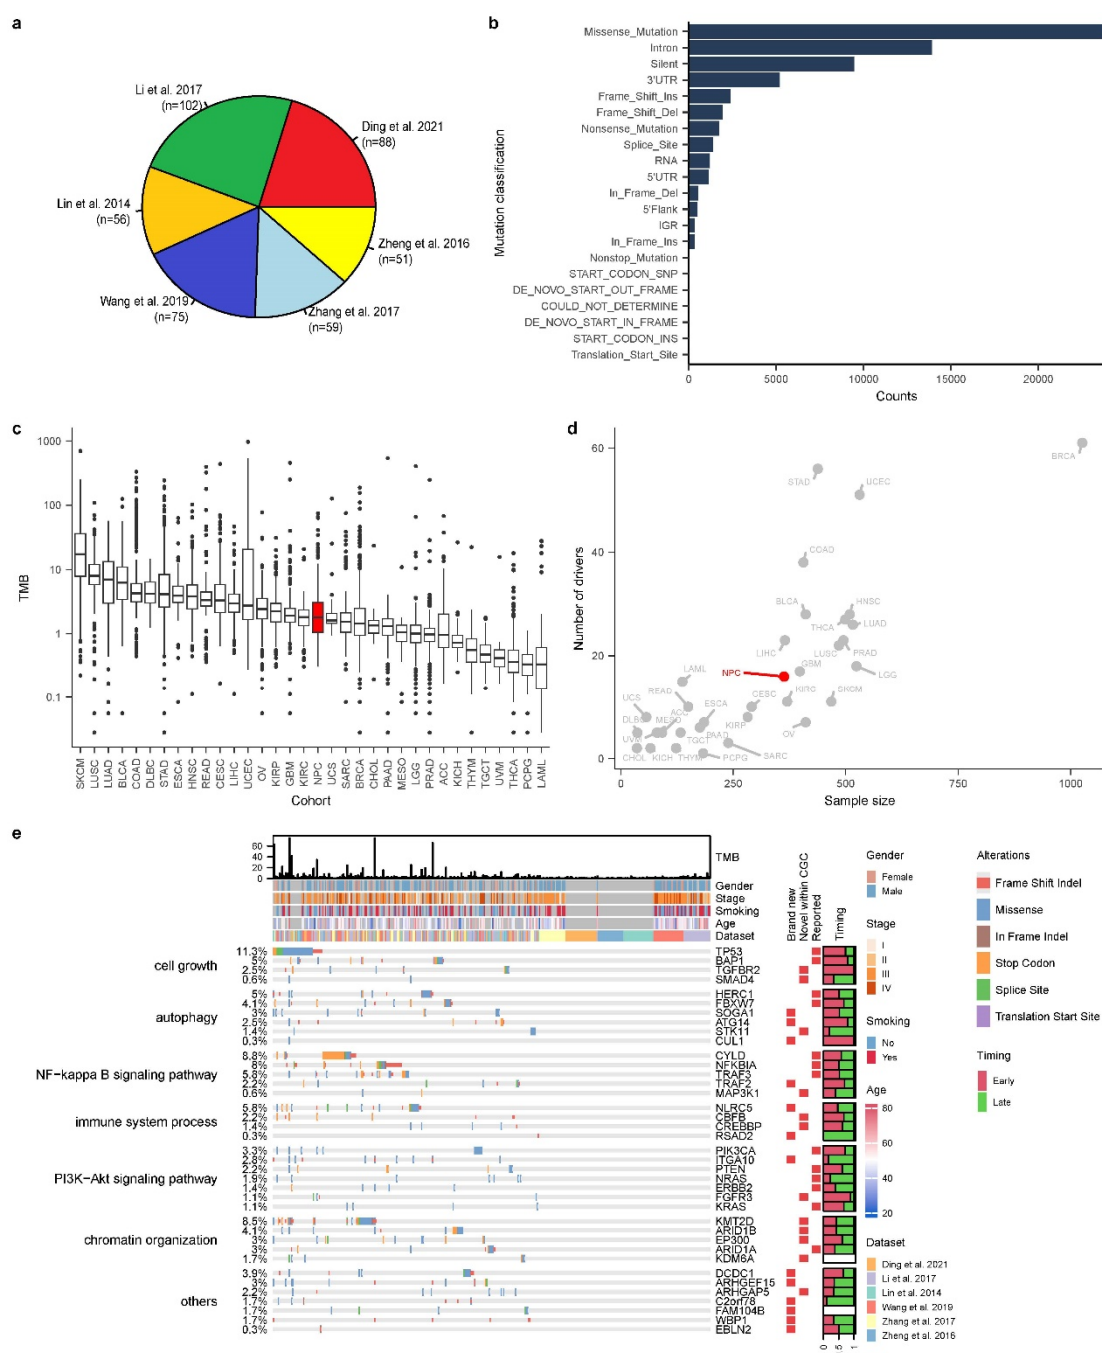 a
Li et al. 2017
(n=102)
Ding et al. 2021
(n=88)
Lin et al. 2014
(n=56)
Zheng et al. 2016
(n=51)
Wang et al. 2019
(n=75)
Zhang et al. 2017
(n=59)
b
Mutation classification
Missense_Mutation
Intron
Silent
3'UTR
Frame_Shift_Ins
Frame_Shift_Del
Nonsense_Mutation
Splice_Site
RNA
5'UTR
In_Frame_Del
5'Flank
IGR
In_Frame_Ins
Nonstop_Mutation
START_CODON_SNP
DE_NOVO_START_OUT_FRAME
COULD_NOT_DETERMINE
DE_NOVO_START_IN_FRAME
START_CODON_INS
Translation_Start_Site
0 5000 10000 15000 20000
Counts
c
TMB
1000
100
10
1
0.1
SKCM LUSC LUAD BLCA COAD DLBC STAD ESCA HNSC READ CESC LIHC UCEC OV KIRP GBM KIRC NPC UCS SARC BRCA CHOL PAAD MESO LGG PRAD ACC KICH THYM TGCT UVM THCA PCPG LAML
Cohort
d
Number of drivers
60
40
20
0
BRCA
STAD
UCEC
COAD
BLCA
HNSC
THCA
LUAD
LIHC
LUSC
PRAD
GBM
LGG
NPC
LAML
READ
UCS
ACC
ESCA
CESC
KIRC
SKCM
DLBC
MESO
KIRP
OV
UVM
TGCT
PAAD
CHOL
KICH
THYM
PCPG
SARC
0 250 500 750 1000
Sample size
e
60
40
20
0
TMB
Gender
Stage
Smoking
Age
Dataset
Brand new
Novel within CGC
Reported
Timing
cell growth
11.3% TP53
5% BAP1
2.5% TGFBR2
0.6% SMAD4
autophagy
5% HERC1
4.1% FBXW7
3% SOGA1
2.5% ATG14
1.4% STK11
0.3% CUL1
NF-kappa B signaling pathway
8.8% CYLD
8% NFKBIA
5.8% TRAF3
2.2% TRAF2
0.6% MAP3K1
immune system process
5.8% NLRC5
2.2% CBFB
1.4% CREBBP
0.3% RSAD2
PI3K-Akt signaling pathway
3.3% PIK3CA
2.8% ITGA10
2.2% PTEN
1.9% NRAS
1.4% ERBB2
1.1% FGFR3
1.1% KRAS
chromatin organization
8.5% KMT2D
4.1% ARID1B
3% EP300
3% ARID1A
1.7% KDM6A
others
3.9% DCDC1
3% ARHGEF15
2.2% ARHGAP5
1.7% C2orf78
1.7% FAM104B
1.7% WBP1
0.3% EBLN2
0 .5 1
Gender
Female
Male
Stage
I
II
III
IV
Smoking
No
Yes
Age
80
60
40
20
Dataset
Ding et al. 2021
Li et al. 2017
Lin et al. 2014
Wang et al. 2019
Zhang et al. 2017
Zheng et al. 2016
Alterations
Frame Shift Indel
Missense
In Frame Indel
Stop Codon
Splice Site
Translation Start Site
Timing
Early
Late